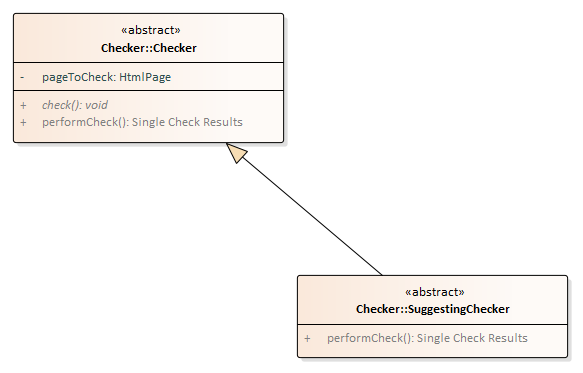 «abstract»
Checker::Checker
- pageToCheck: HtmlPage
+ check(): void
+ performCheck(): Single Check Results
«abstract»
Checker::SuggestingChecker
+ performCheck(): Single Check Results